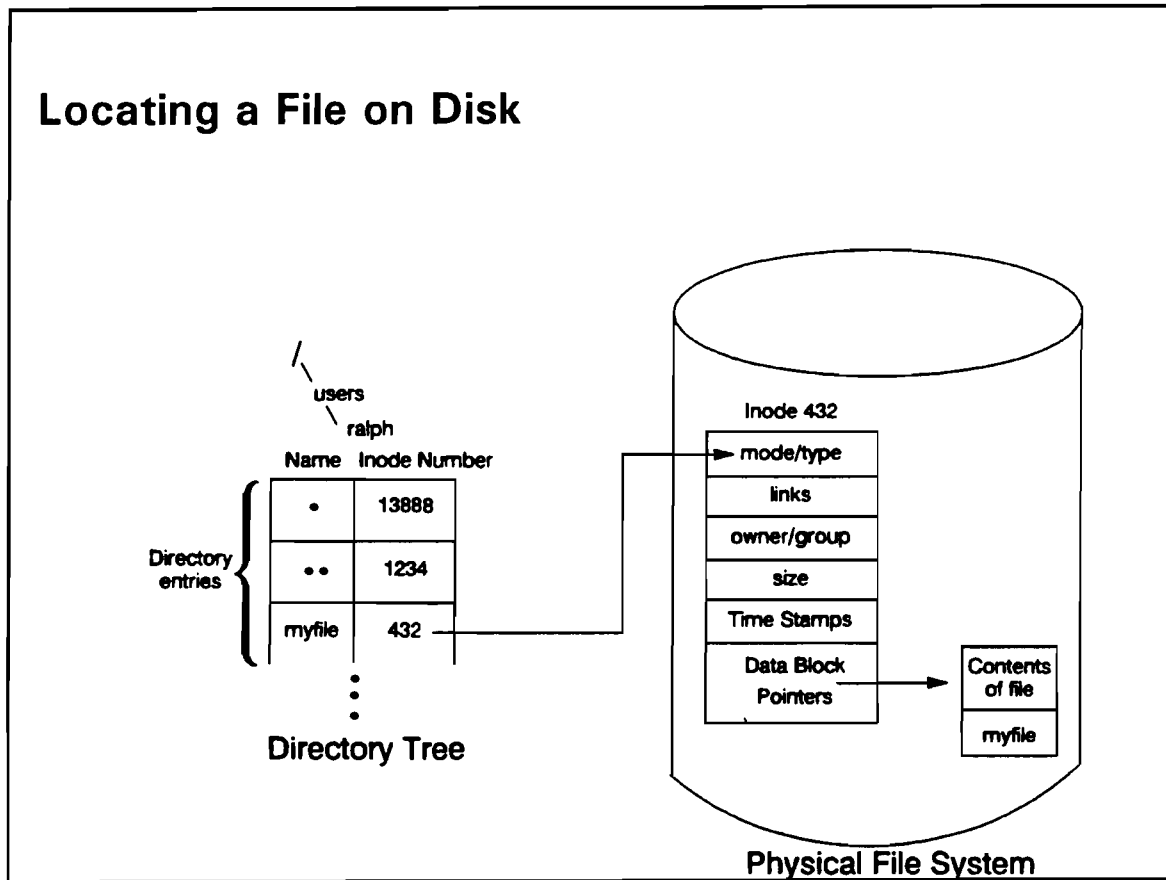 Locating a File on Disk
/
users
ralph
Name Inode Number
• 13888
•• 1234
myfile 432
Directory
entries
Directory Tree
Inode 432
mode/type
links
owner/group
size
Time Stamps
Data Block
Pointers
Contents
of file
myfile
Physical File System